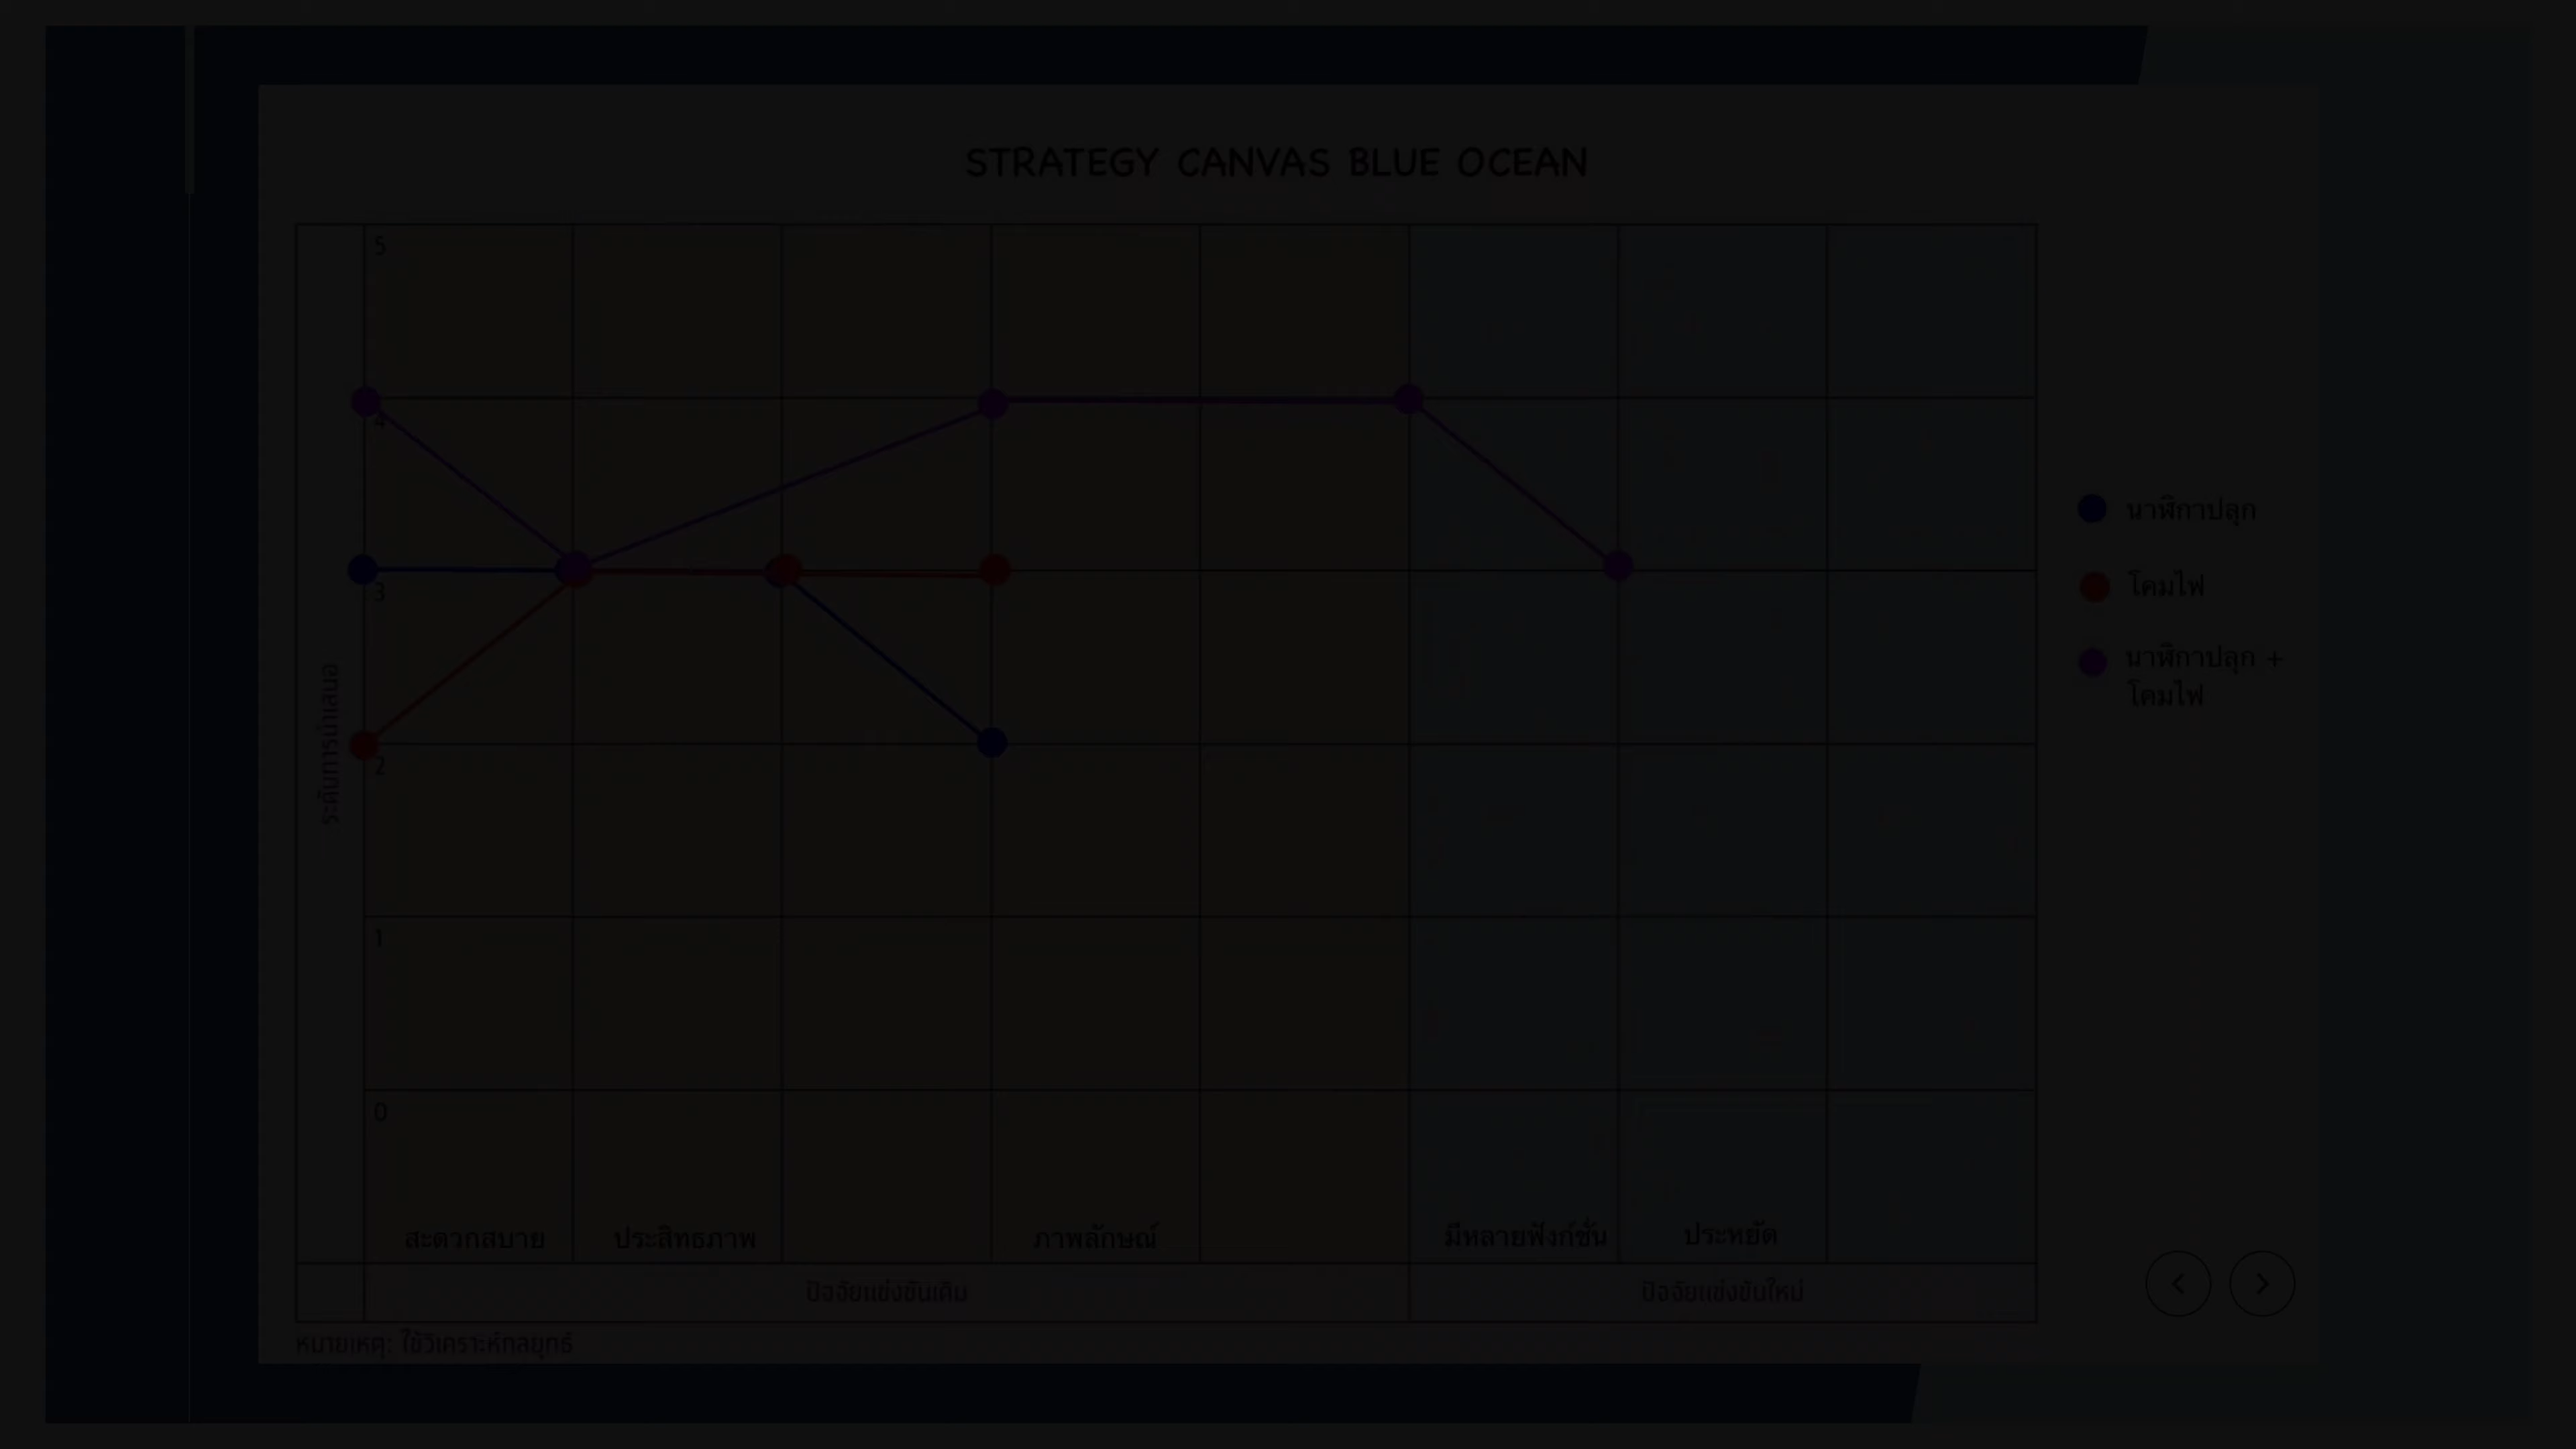 STRATEGY CANVAS BLUE OCEAN
5
4
3
2
1
0
ระดับการนำเสนอ
นาฬิกาปลุก
โคมไฟ
นาฬิกาปลุก +
โคมไฟ
สะดวกสบาย
ประสิทธภาพ
ภาพลักษณ์
มีหลายฟังก์ชั่น
ประหยัด
ปัจจัยแข่งขันเดิม
ปัจจัยแข่งขันใหม่
หมายเหตุ: ใช้วิเคราะห์กลยุทธ์